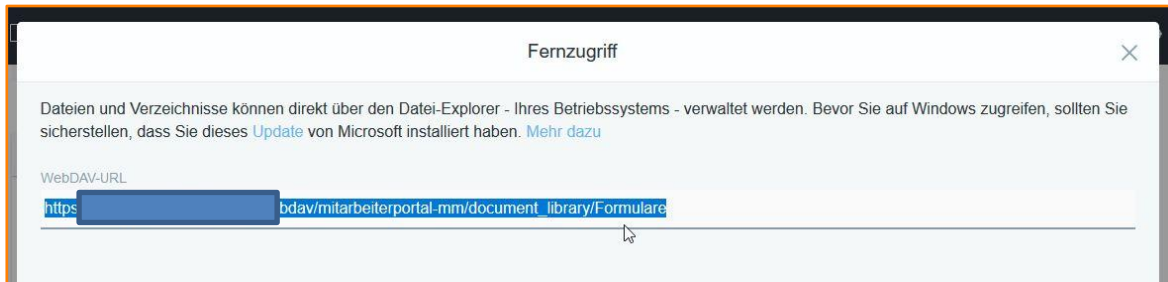 Fernzugriff
Dateien und Verzeichnisse können direkt über den Datei-Explorer - Ihres Betriebssystems - verwaltet werden. Bevor Sie auf Windows zugreifen, sollten Sie
sicherstellen, dass Sie dieses Update von Microsoft installiert haben. Mehr dazu
WebDAV-URL
https bdav/mitarbeiterportal-mm/document_library/Formulare